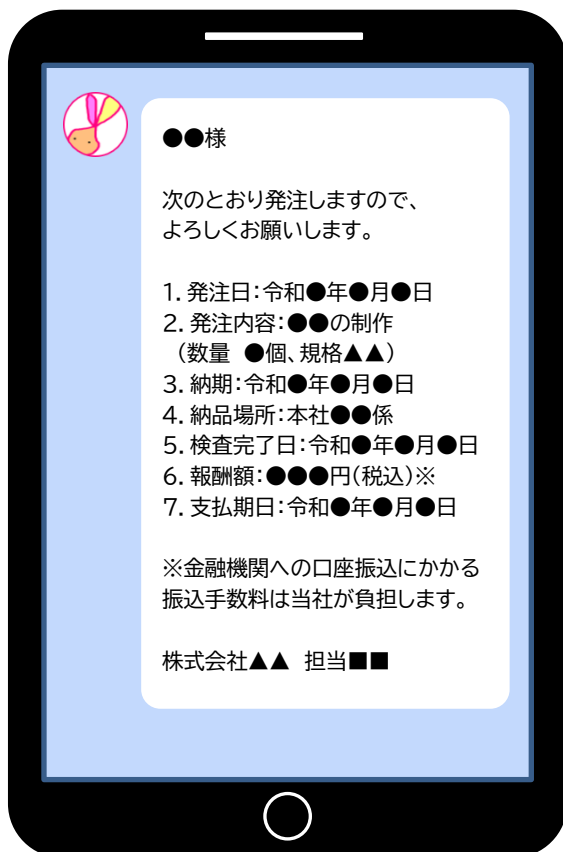 ●●様
次のとおり発注しますので、
よろしくお願いします。
1. 発注日:令和●年●月●日
2. 発注内容:●●の制作
(数量 ●個、規格▲▲)
3. 納期:令和●年●月●日
4. 納品場所:本社●●係
5. 検査完了日:令和●年●月●日
6. 報酬額:●●●円(税込)※
7. 支払期日:令和●年●月●日
※金融機関への口座振込にかかる
振込手数料は当社が負担します。
株式会社▲▲ 担当■■